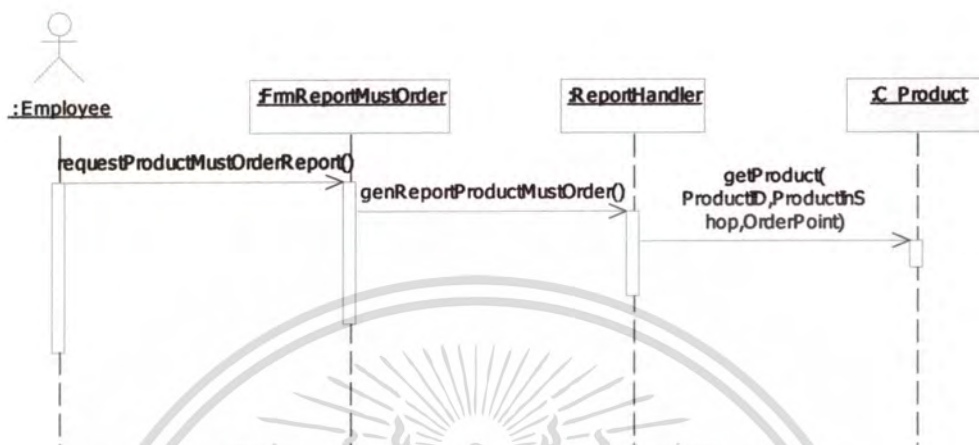 :Employee
:FrmReportMustOrder
:ReportHandler
:C_Product
requestProductMustOrderReport()
genReportProductMustOrder()
getProduct(
ProductID,ProductInS
hop,OrderPoint)